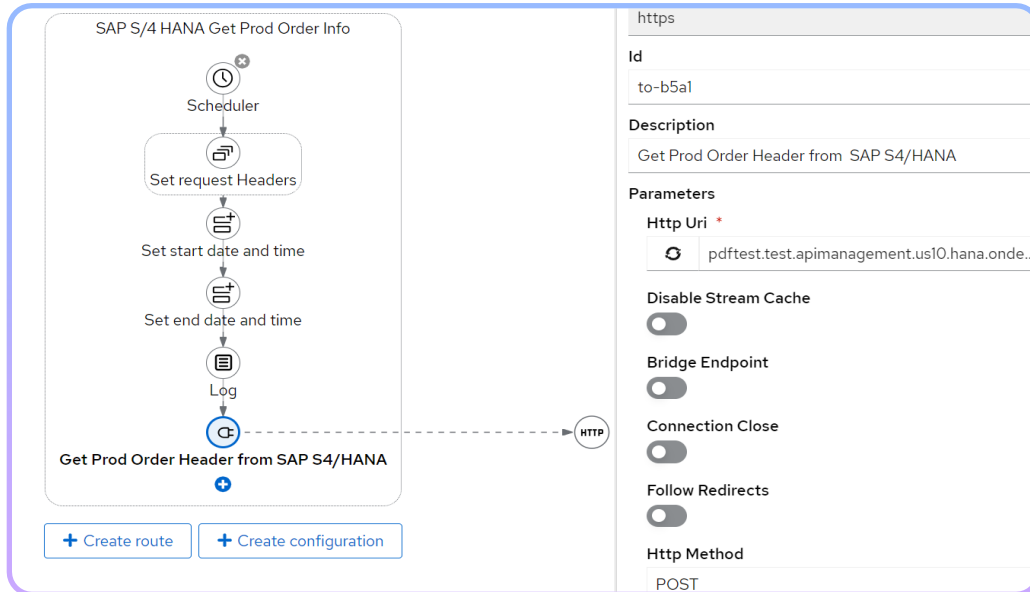 SAP S/4 HANA Get Prod Order Info
Scheduler
Set request Headers
Set start date and time
Set end date and time
Log
Get Prod Order Header from SAP S4/HANA
HTTP
Create route
Create configuration
https
Id
to-b5a1
Description
Get Prod Order Header from  SAP S4/HANA
Parameters
Http Uri *
pdftest.test.apimanagement.us10.hana.onde...
Disable Stream Cache
Bridge Endpoint
Connection Close
Follow Redirects
Http Method
POST